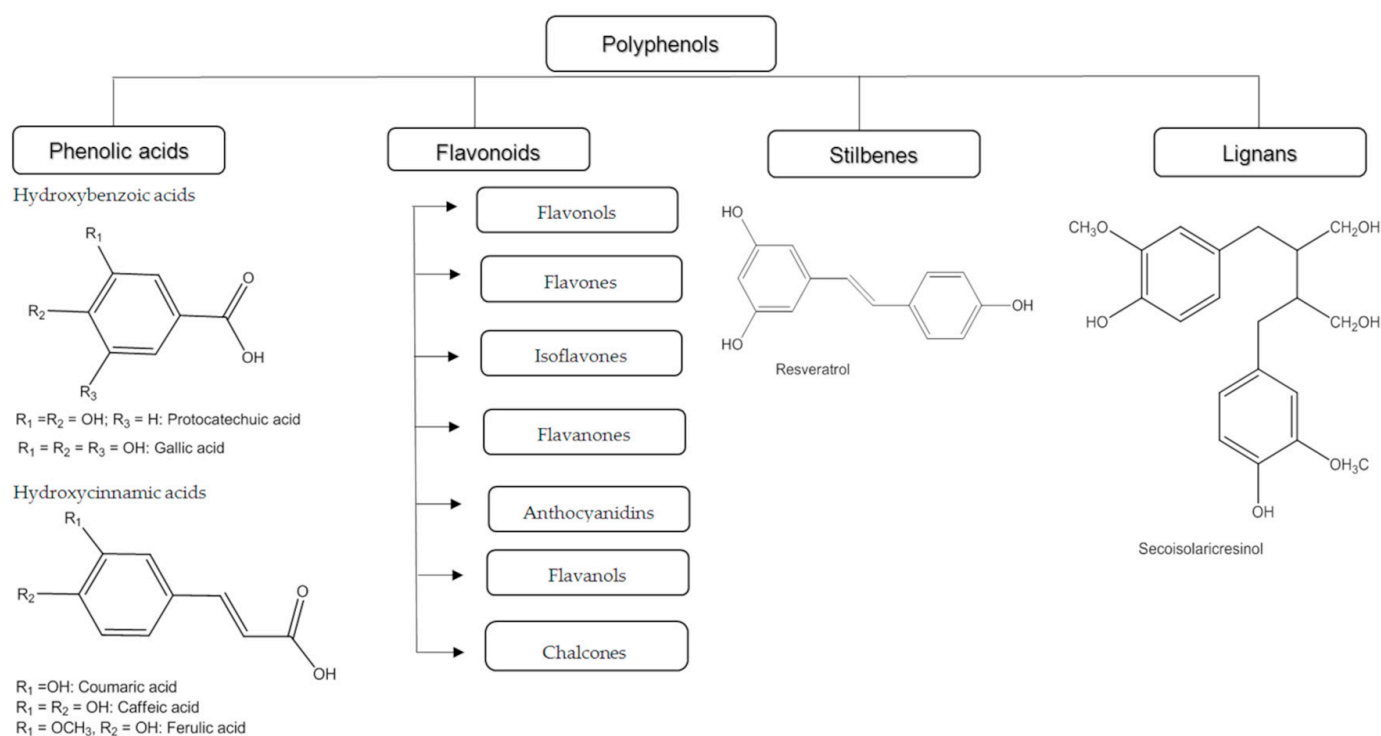 Polyphenols
Phenolic acids
Hydroxybenzoic acids
R₁
R₂
R₃
O
OH
R₁ =R₂ = OH; R₃ = H: Protocatechuic acid
R₁ = R₂ = R₃ = OH: Gallic acid
Hydroxycinnamic acids
R₁
R₂
O
OH
R₁ =OH: Coumaric acid
R₁ = R₂ = OH: Caffeic acid
R₁ = OCH₃, R₂ = OH: Ferulic acid
Flavonoids
Flavonols
Flavones
Isoflavones
Flavanones
Anthocyanidins
Flavanols
Chalcones
Stilbenes
HO
OH
HO
Resveratrol
Lignans
CH₃O
CH₂OH
HO
CH₂OH
OH₃C
OH
Secoisolariciresinol